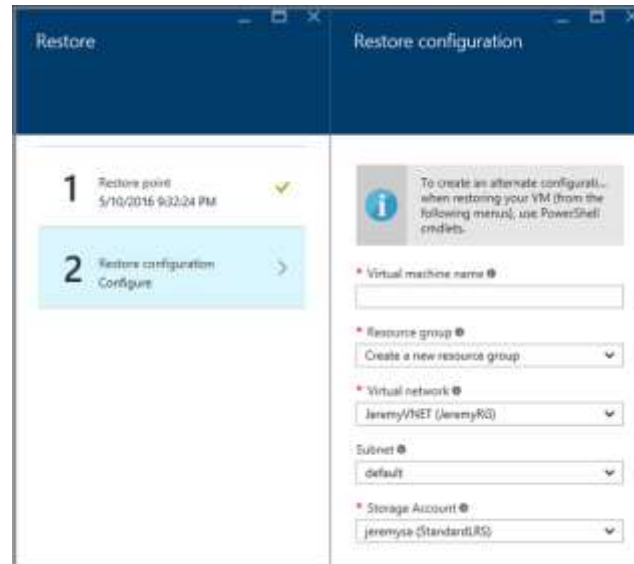 Restore
Restore configuration
1
Restore point
5/10/2016 9:32:24 PM
2
Restore configuration
Configure
To create an alternate configurati...
when restoring your VM (from the
following menus), use PowerShell
cmdlets.
* Virtual machine name
* Resource group
Create a new resource group
* Virtual network
JeremyVNET (JeremyRG)
Subnet
default
* Storage Account
jeremysa (StandardLRS)